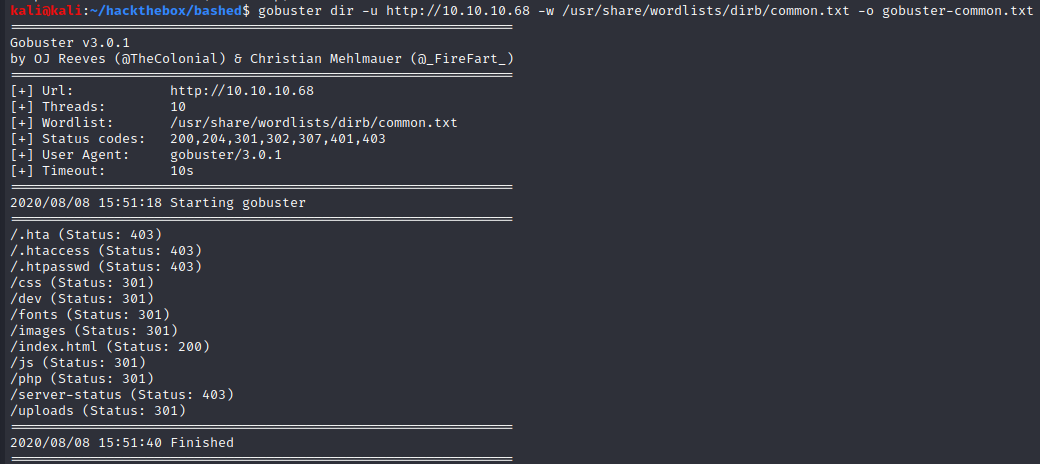 kali@kali:~/hackthebox/bashed$ gobuster dir -u http://10.10.10.68 -w /usr/share/wordlists/dirb/common.txt -o gobuster-common.txt
===============================================================
Gobuster v3.0.1
by OJ Reeves (@TheColonial) & Christian Mehlmauer (@_FireFart_)
===============================================================
[+] Url:            http://10.10.10.68
[+] Threads:        10
[+] Wordlist:       /usr/share/wordlists/dirb/common.txt
[+] Status codes:   200,204,301,302,307,401,403
[+] User Agent:     gobuster/3.0.1
[+] Timeout:        10s
===============================================================
2020/08/08 15:51:18 Starting gobuster
===============================================================
/.hta (Status: 403)
/.htaccess (Status: 403)
/.htpasswd (Status: 403)
/css (Status: 301)
/dev (Status: 301)
/fonts (Status: 301)
/images (Status: 301)
/index.html (Status: 200)
/js (Status: 301)
/php (Status: 301)
/server-status (Status: 403)
/uploads (Status: 301)
===============================================================
2020/08/08 15:51:40 Finished
===============================================================